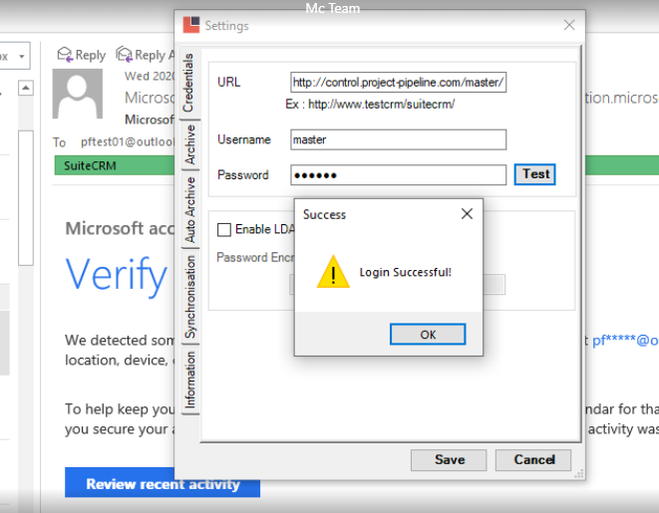 Mc Team
Settings
Reply
Reply A
Wed 2020
Microso
Microsof
tion.micros
To pftest01@outlook
SuiteCRM
Credentials
Archive
Auto Archive
Synchronisation
Information
URL
http://control.project-pipeline.com/master/
Ex : http://www.testcrm/suitecrm/
Username
master
Password
●●●●●●
Test
Enable LDA
Password Encr
Success
Login Successful!
OK
Save
Cancel
Microsoft acc
Verify
We detected som
t pf*****@o
location, device,
To help keep you
ndar for tha
you secure your a
activity was
Review recent activity